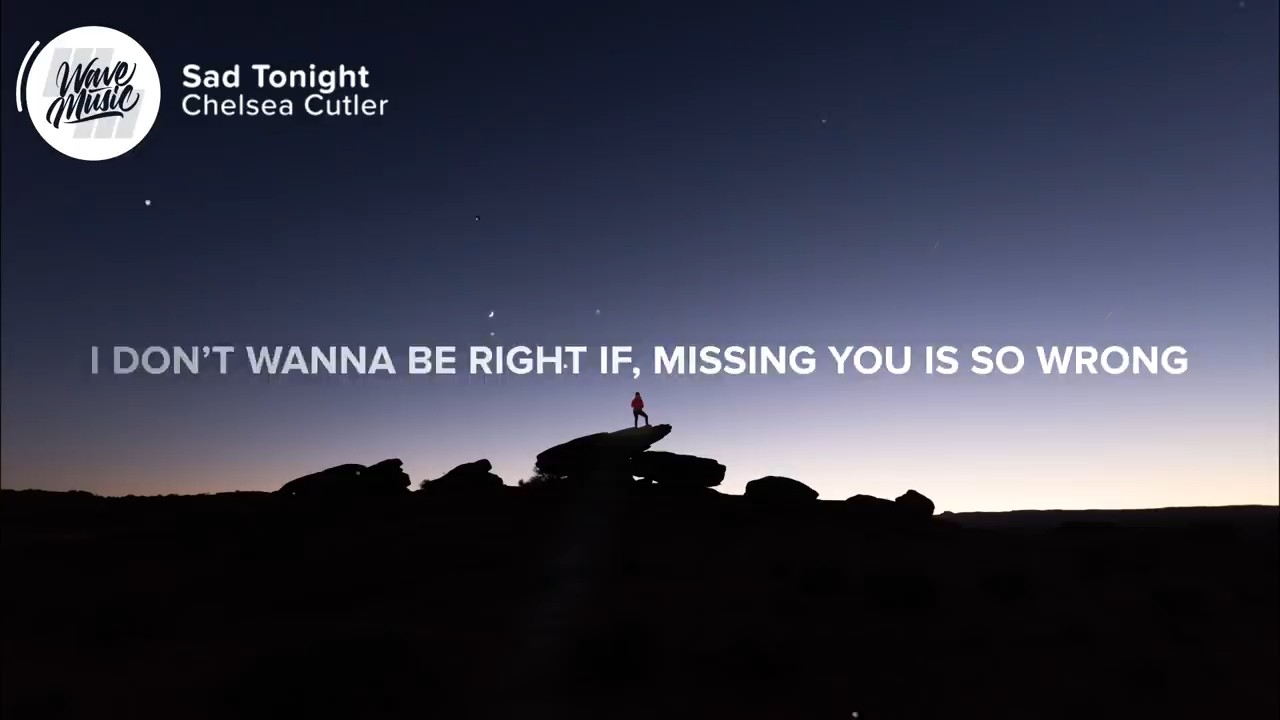 Wave
Music
Sad Tonight
Chelsea Cutler
I DON'T WANNA BE RIGHT IF, MISSING YOU IS SO WRONG